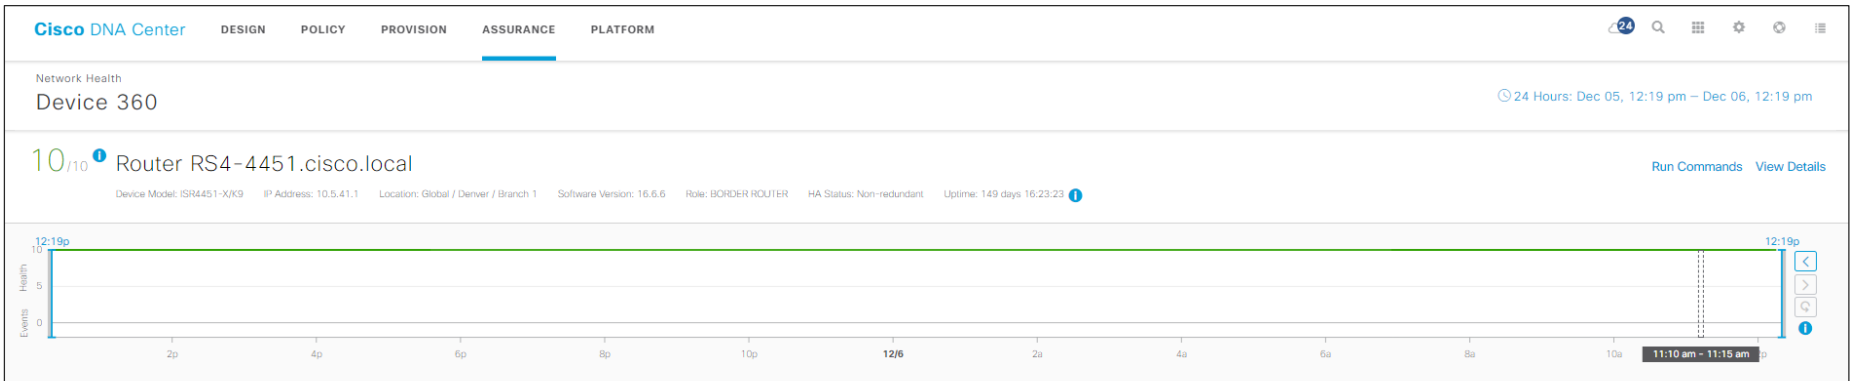 Cisco DNA Center DESIGN POLICY PROVISION ASSURANCE PLATFORM 24
Network Health
Device 360
24 Hours: Dec 05, 12:19 pm – Dec 06, 12:19 pm
10/10 i Router RS4-4451.cisco.local
Run Commands View Details
Device Model: ISR4451-X/K9 IP Address: 10.5.41.1 Location: Global / Denver / Branch 1 Software Version: 16.6.6 Role: BORDER ROUTER HA Status: Non-redundant Uptime: 149 days 16:23:23 i
12:19p 12:19p
10
Health
5
Events
0
i
2p 4p 6p 8p 10p 12/6 2a 4a 6a 8a 10a 11:10 am - 11:15 am p